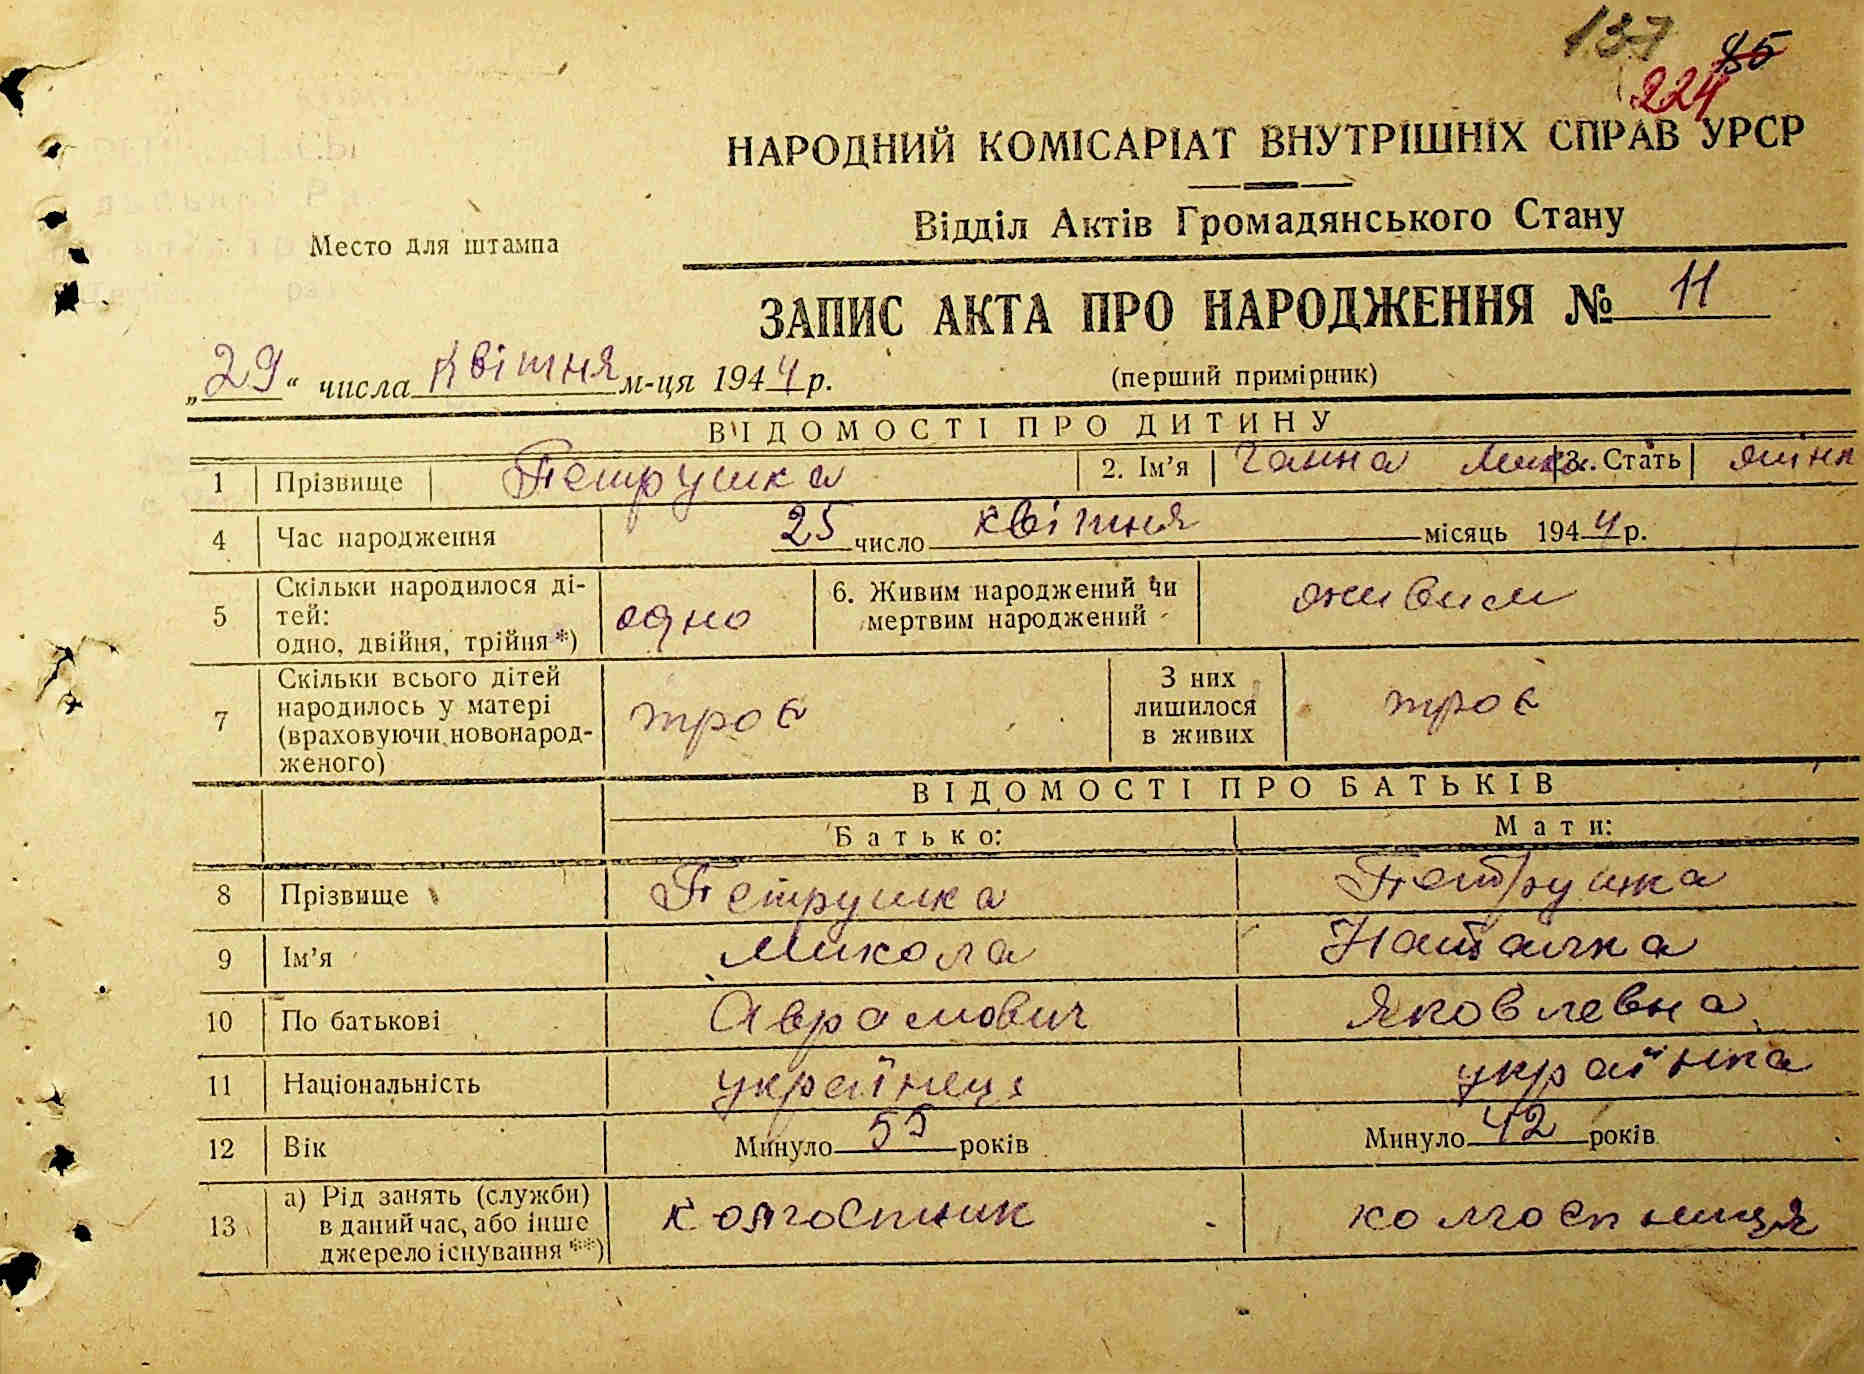 137
85
224
НАРОДНИЙ КОМІСАРІАТ ВНУТРІШНІХ СПРАВ УРСР
Відділ Актів Громадянського Стану
Место для штампа
ЗАПИС АКТА ПРО НАРОДЖЕННЯ № 11
„29“ числа квітня м-ця 1944 р.
(перший примірник)
ВІДОМОСТІ ПРО ДИТИНУ
1 Прізвище Петрушка 2. Ім’я Ганна Мик. 3. Стать жінк
4 Час народження 25 число квітня місяць 1944 р.
5 Скільки народилося ді-
тей:
одно, двійня, трійня*) одно 6. Живим народжений чи
мертвим народжений живим
7 Скільки всього дітей
народилось у матері
(враховуючи новонарод-
женого) троє З них
лишилося
в живих троє
ВІДОМОСТІ ПРО БАТЬКІВ
Батько: Мати:
8 Прізвище Петрушка Петрушка
9 Ім’я Микола Наталка
10 По батькові Аврамович Яковлевна
11 Національність українець українка
12 Вік Минуло 55 років Минуло 42 років
13 а) Рід занять (служби)
в даний час, або інше
джерело існування **) колгоспник колгоспниця